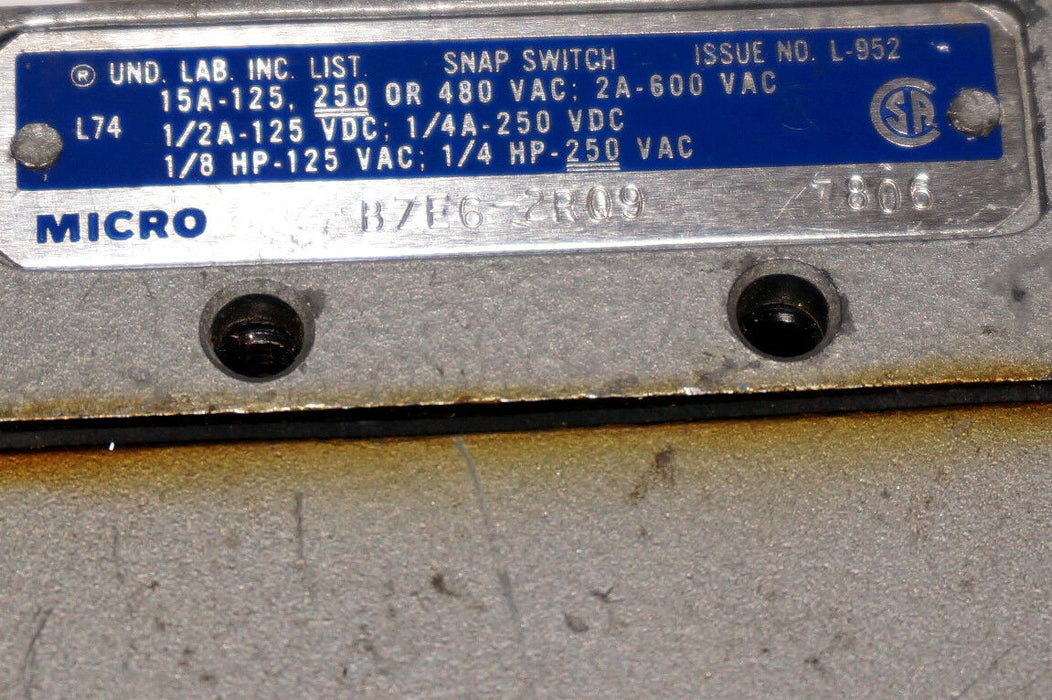 ® UND. LAB. INC. LIST. SNAP SWITCH ISSUE NO. L-952
15A-125, 250 OR 480 VAC; 2A-600 VAC
L74 1/2A-125 VDC; 1/4A-250 VDC
1/8 HP-125 VAC; 1/4 HP-250 VAC
CSA
MICRO 7806